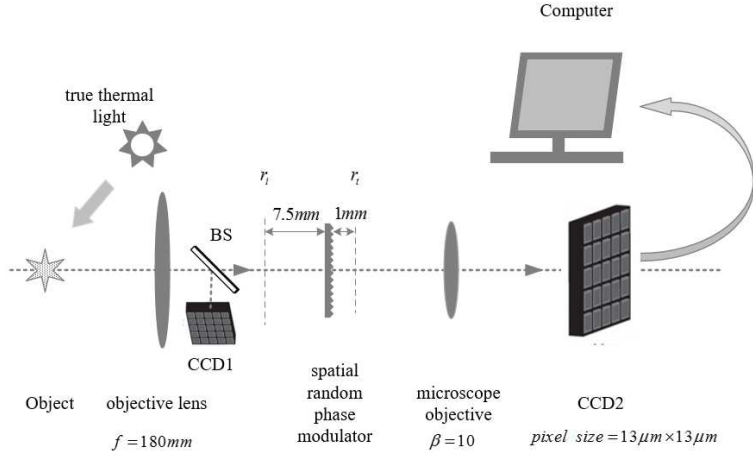 Computer
true thermal
light
r_i
r_t
7.5mm
1mm
BS
CCD1
Object
objective lens
f = 180mm
spatial
random
phase
modulator
microscope
objective
β = 10
CCD2
pixel size = 13μm × 13μm